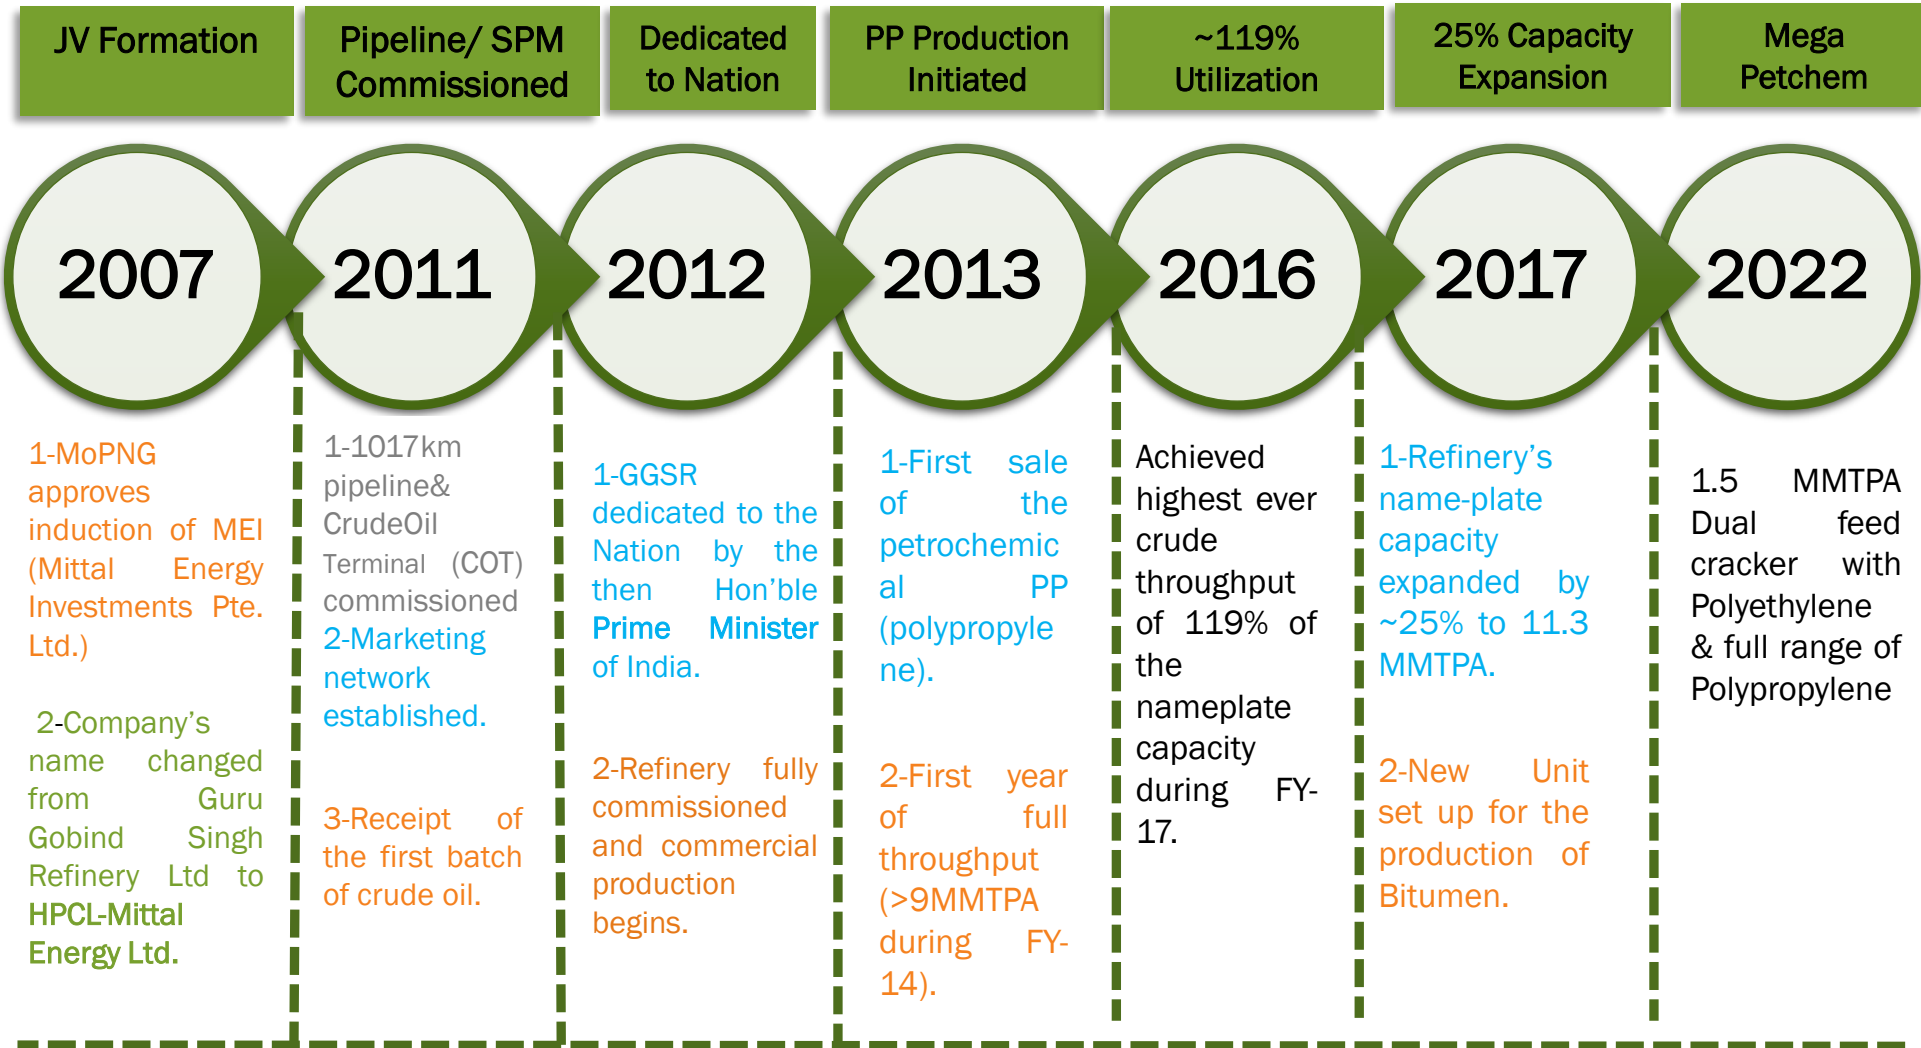 JV Formation
Pipeline/ SPM
Commissioned
Dedicated
to Nation
PP Production
Initiated
~119%
Utilization
25% Capacity
Expansion
Mega
Petchem
2007
2011
2012
2013
2016
2017
2022
1-MoPNG
approves
induction of MEI
(Mittal Energy
Investments Pte.
Ltd.)
2-Company's
name changed
from Guru
Gobind Singh
Refinery Ltd to
HPCL-Mittal
Energy Ltd.
1-1017km
pipeline&
CrudeOil
Terminal (COT)
commissioned
2-Marketing
network
established.
3-Receipt of
the first batch
of crude oil.
1-GGSR
dedicated to the
Nation by the
then Hon'ble
Prime Minister
of India.
2-Refinery fully
commissioned
and commercial
production
begins.
1-First sale
of the
petrochemic
al PP
(polypropyle
ne).
2-First year
of full
throughput
(>9MMTPA
during FY-
14).
Achieved
highest ever
crude
throughput
of 119% of
the
nameplate
capacity
during FY-
17.
1-Refinery's
name-plate
capacity
expanded by
~25% to 11.3
MMTPA.
2-New Unit
set up for the
production of
Bitumen.
1.5 MMTPA
Dual feed
cracker with
Polyethylene
& full range of
Polypropylene